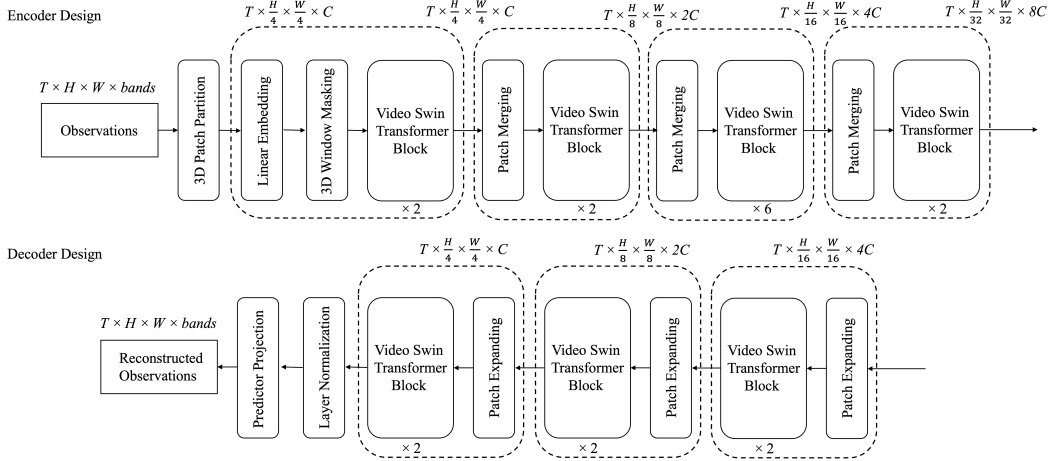 Encoder Design
T × H/4 × W/4 × C
T × H/4 × W/4 × C
T × H/8 × W/8 × 2C
T × H/16 × W/16 × 4C
T × H/32 × W/32 × 8C
T × H × W × bands
Observations
3D Patch Partition
Linear Embedding
3D Window Masking
Video Swin
Transformer
Block
× 2
Patch Merging
Video Swin
Transformer
Block
× 2
Patch Merging
Video Swin
Transformer
Block
× 6
Patch Merging
Video Swin
Transformer
Block
× 2
Decoder Design
T × H/4 × W/4 × C
T × H/8 × W/8 × 2C
T × H/16 × W/16 × 4C
T × H × W × bands
Reconstructed
Observations
Predictor Projection
Layer Normalization
Video Swin
Transformer
Block
× 2
Patch Expanding
Video Swin
Transformer
Block
× 2
Patch Expanding
Video Swin
Transformer
Block
× 2
Patch Expanding